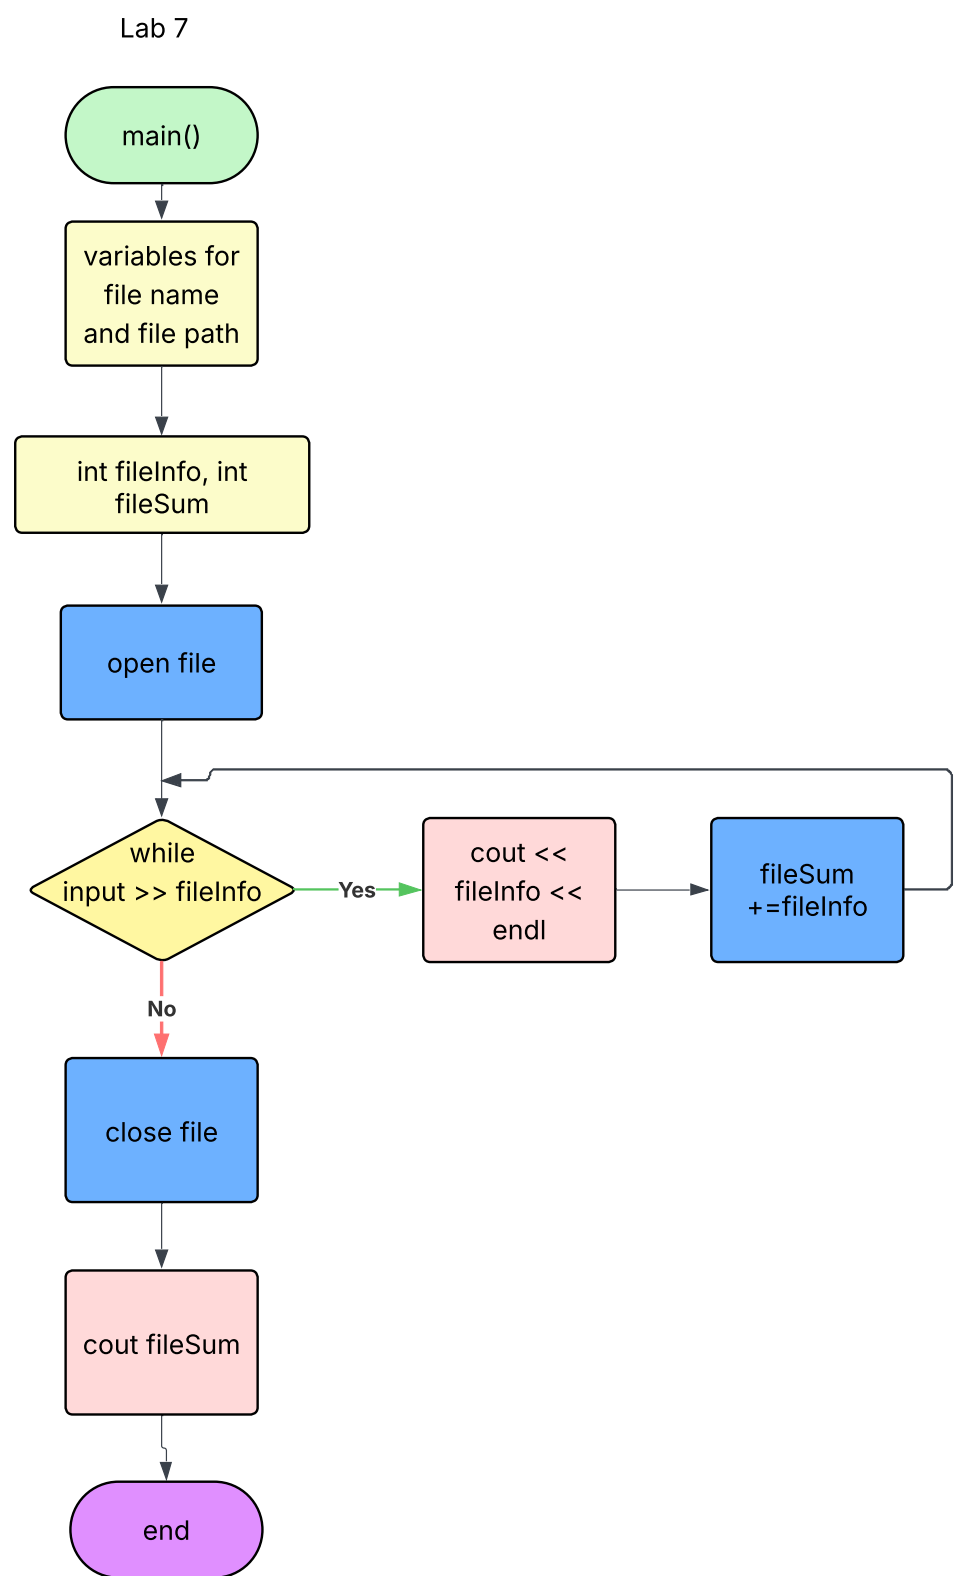 Lab 7
main()
variables for
file name
and file path
int fileInfo, int
fileSum
open file
while
input >> fileInfo
Yes
cout <<
fileInfo <<
endl
fileSum
+=fileInfo
No
close file
cout fileSum
end